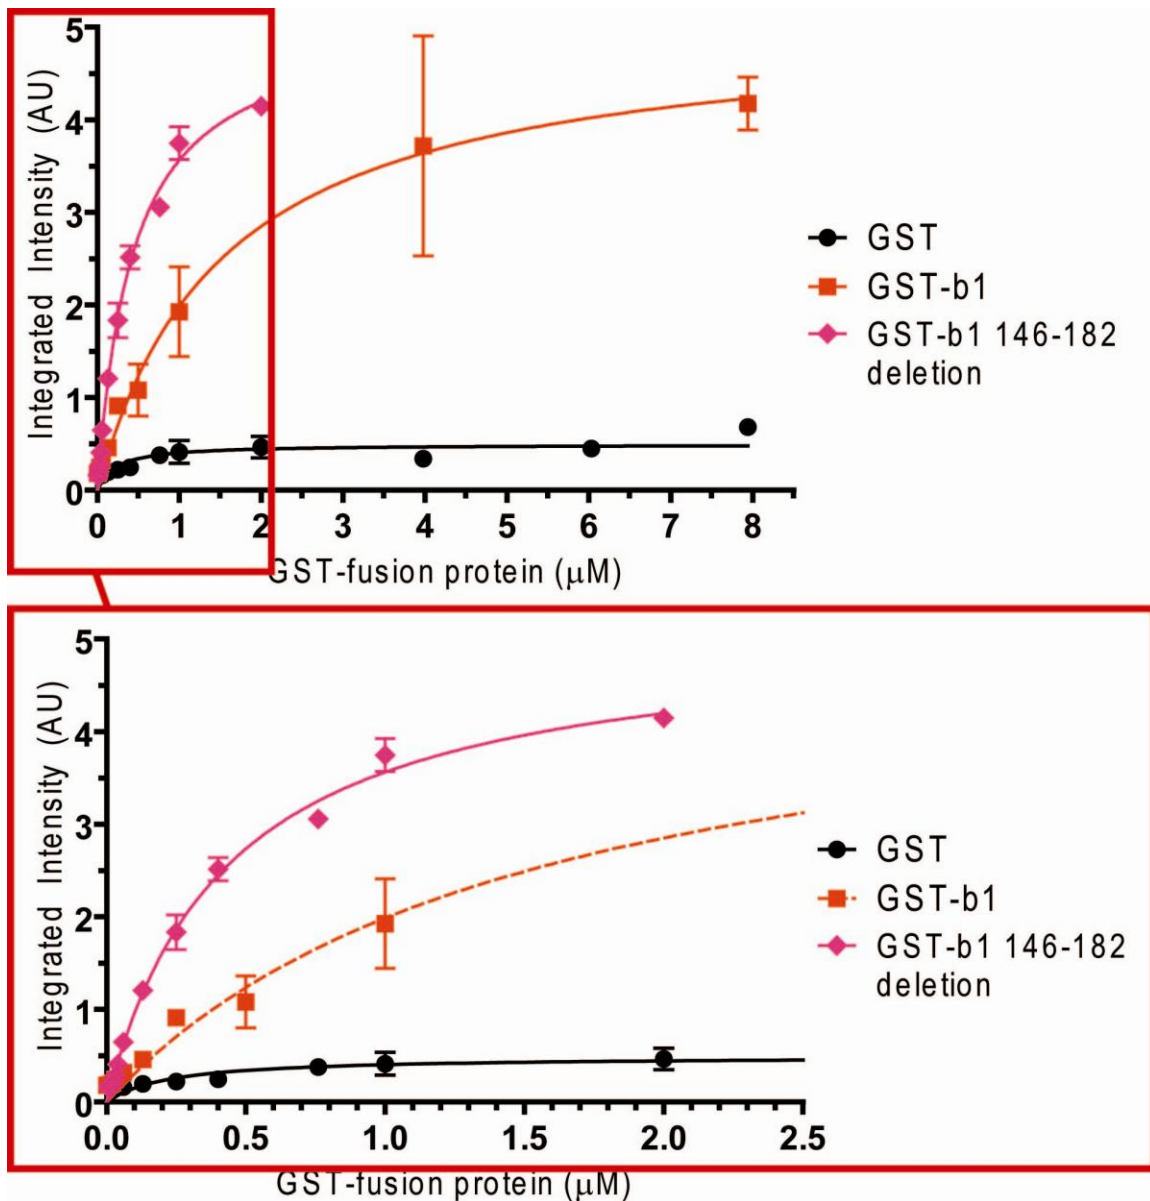 5
4
3
2
1
0
Integrated Intensity (AU)
0 1 2 3 4 5 6 7 8
GST-fusion protein (μM)
GST
GST-b1
GST-b1 146-182
deletion
5
4
3
2
1
0
Integrated Intensity (AU)
0.0 0.5 1.0 1.5 2.0 2.5
GST-fusion protein (μM)
GST
GST-b1
GST-b1 146-182
deletion